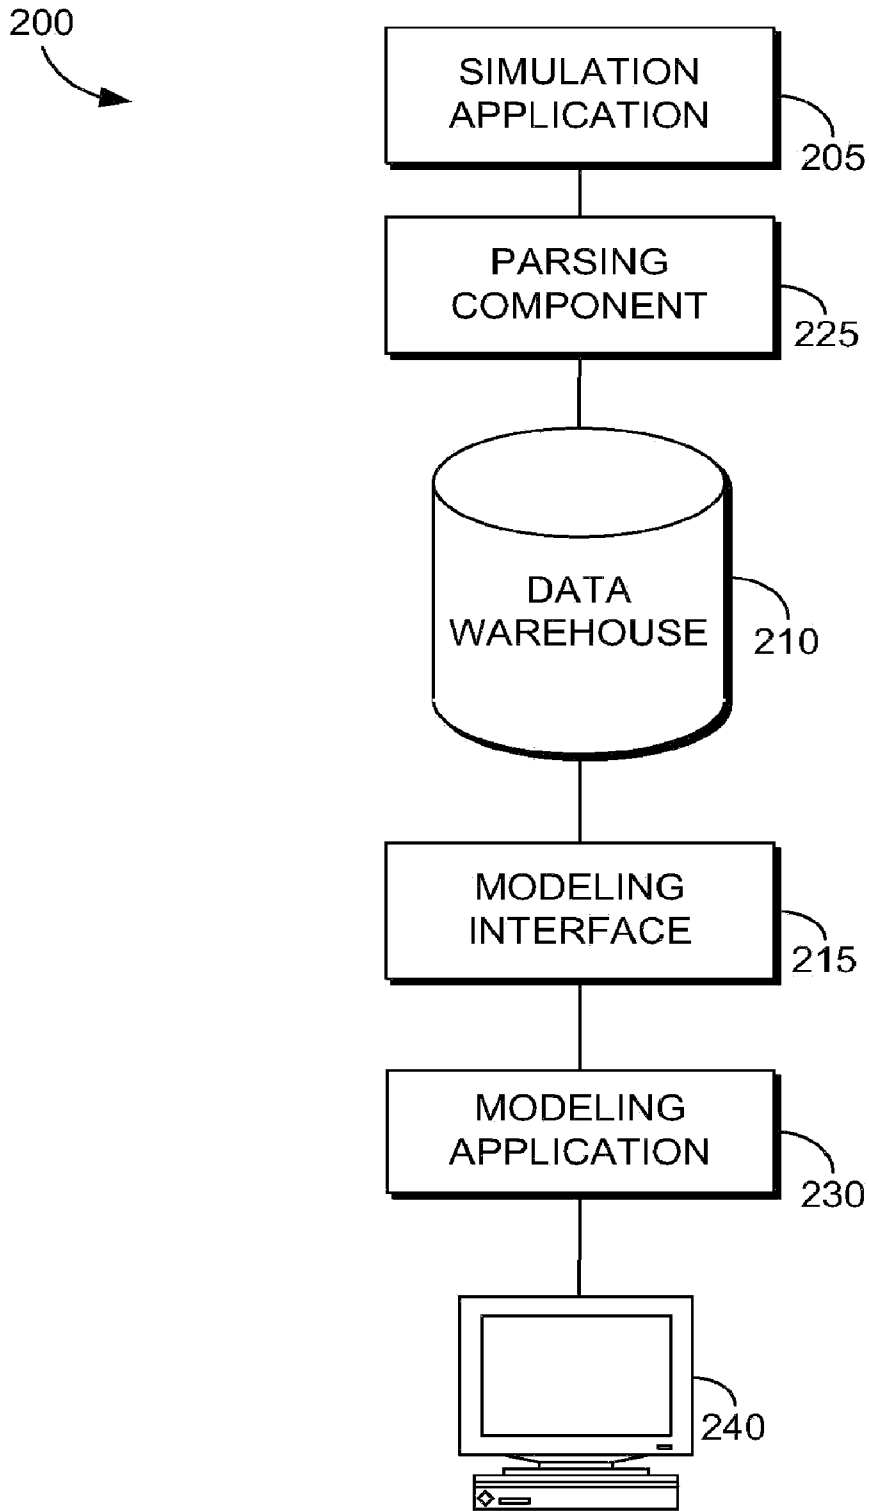 200
SIMULATION
APPLICATION
205
PARSING
COMPONENT
225
DATA
WAREHOUSE
210
MODELING
INTERFACE
215
MODELING
APPLICATION
230
240